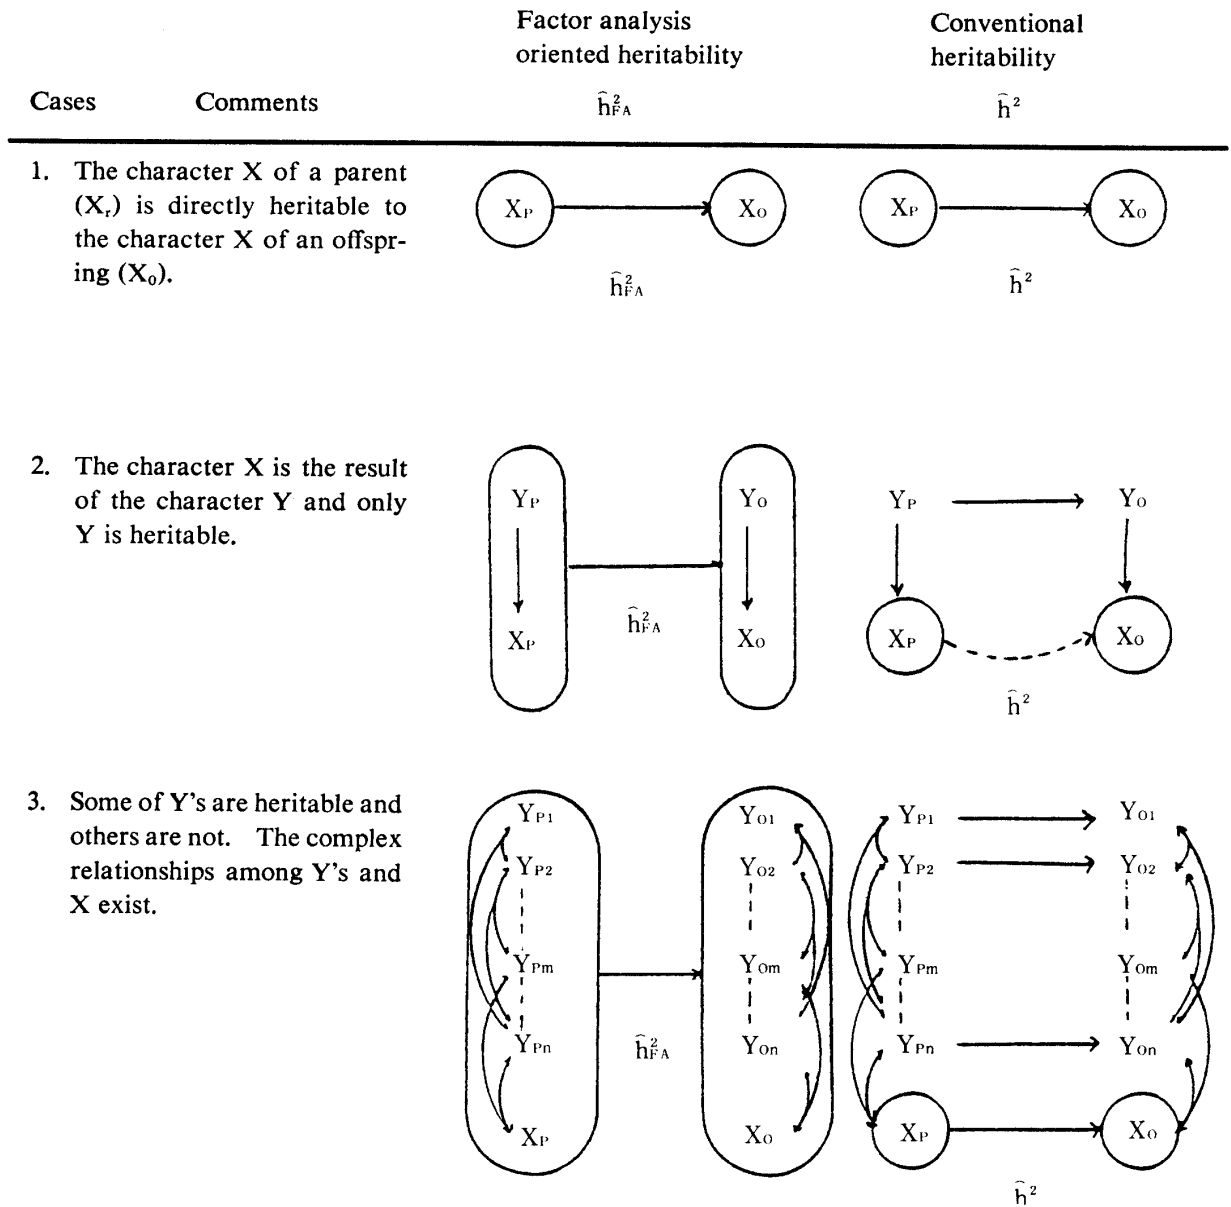 Factor analysis
oriented heritability
Conventional
heritability
Cases Comments ĥ²FA ĥ²
1. The character X of a parent
(Xr) is directly heritable to
the character X of an offspr-
ing (X0).
XP XO XP XO
ĥ²FA ĥ²
2. The character X is the result
of the character Y and only
Y is heritable.
YP YO YP YO
XP ĥ²FA XO XP XO
ĥ²
3. Some of Y's are heritable and
others are not. The complex
relationships among Y's and
X exist.
YP1 YO1 YP1 YO1
YP2 YO2 YP2 YO2
YPm YOm YPm YOm
YPn ĥ²FA YOn YPn YOn
XP XO XP XO
ĥ²